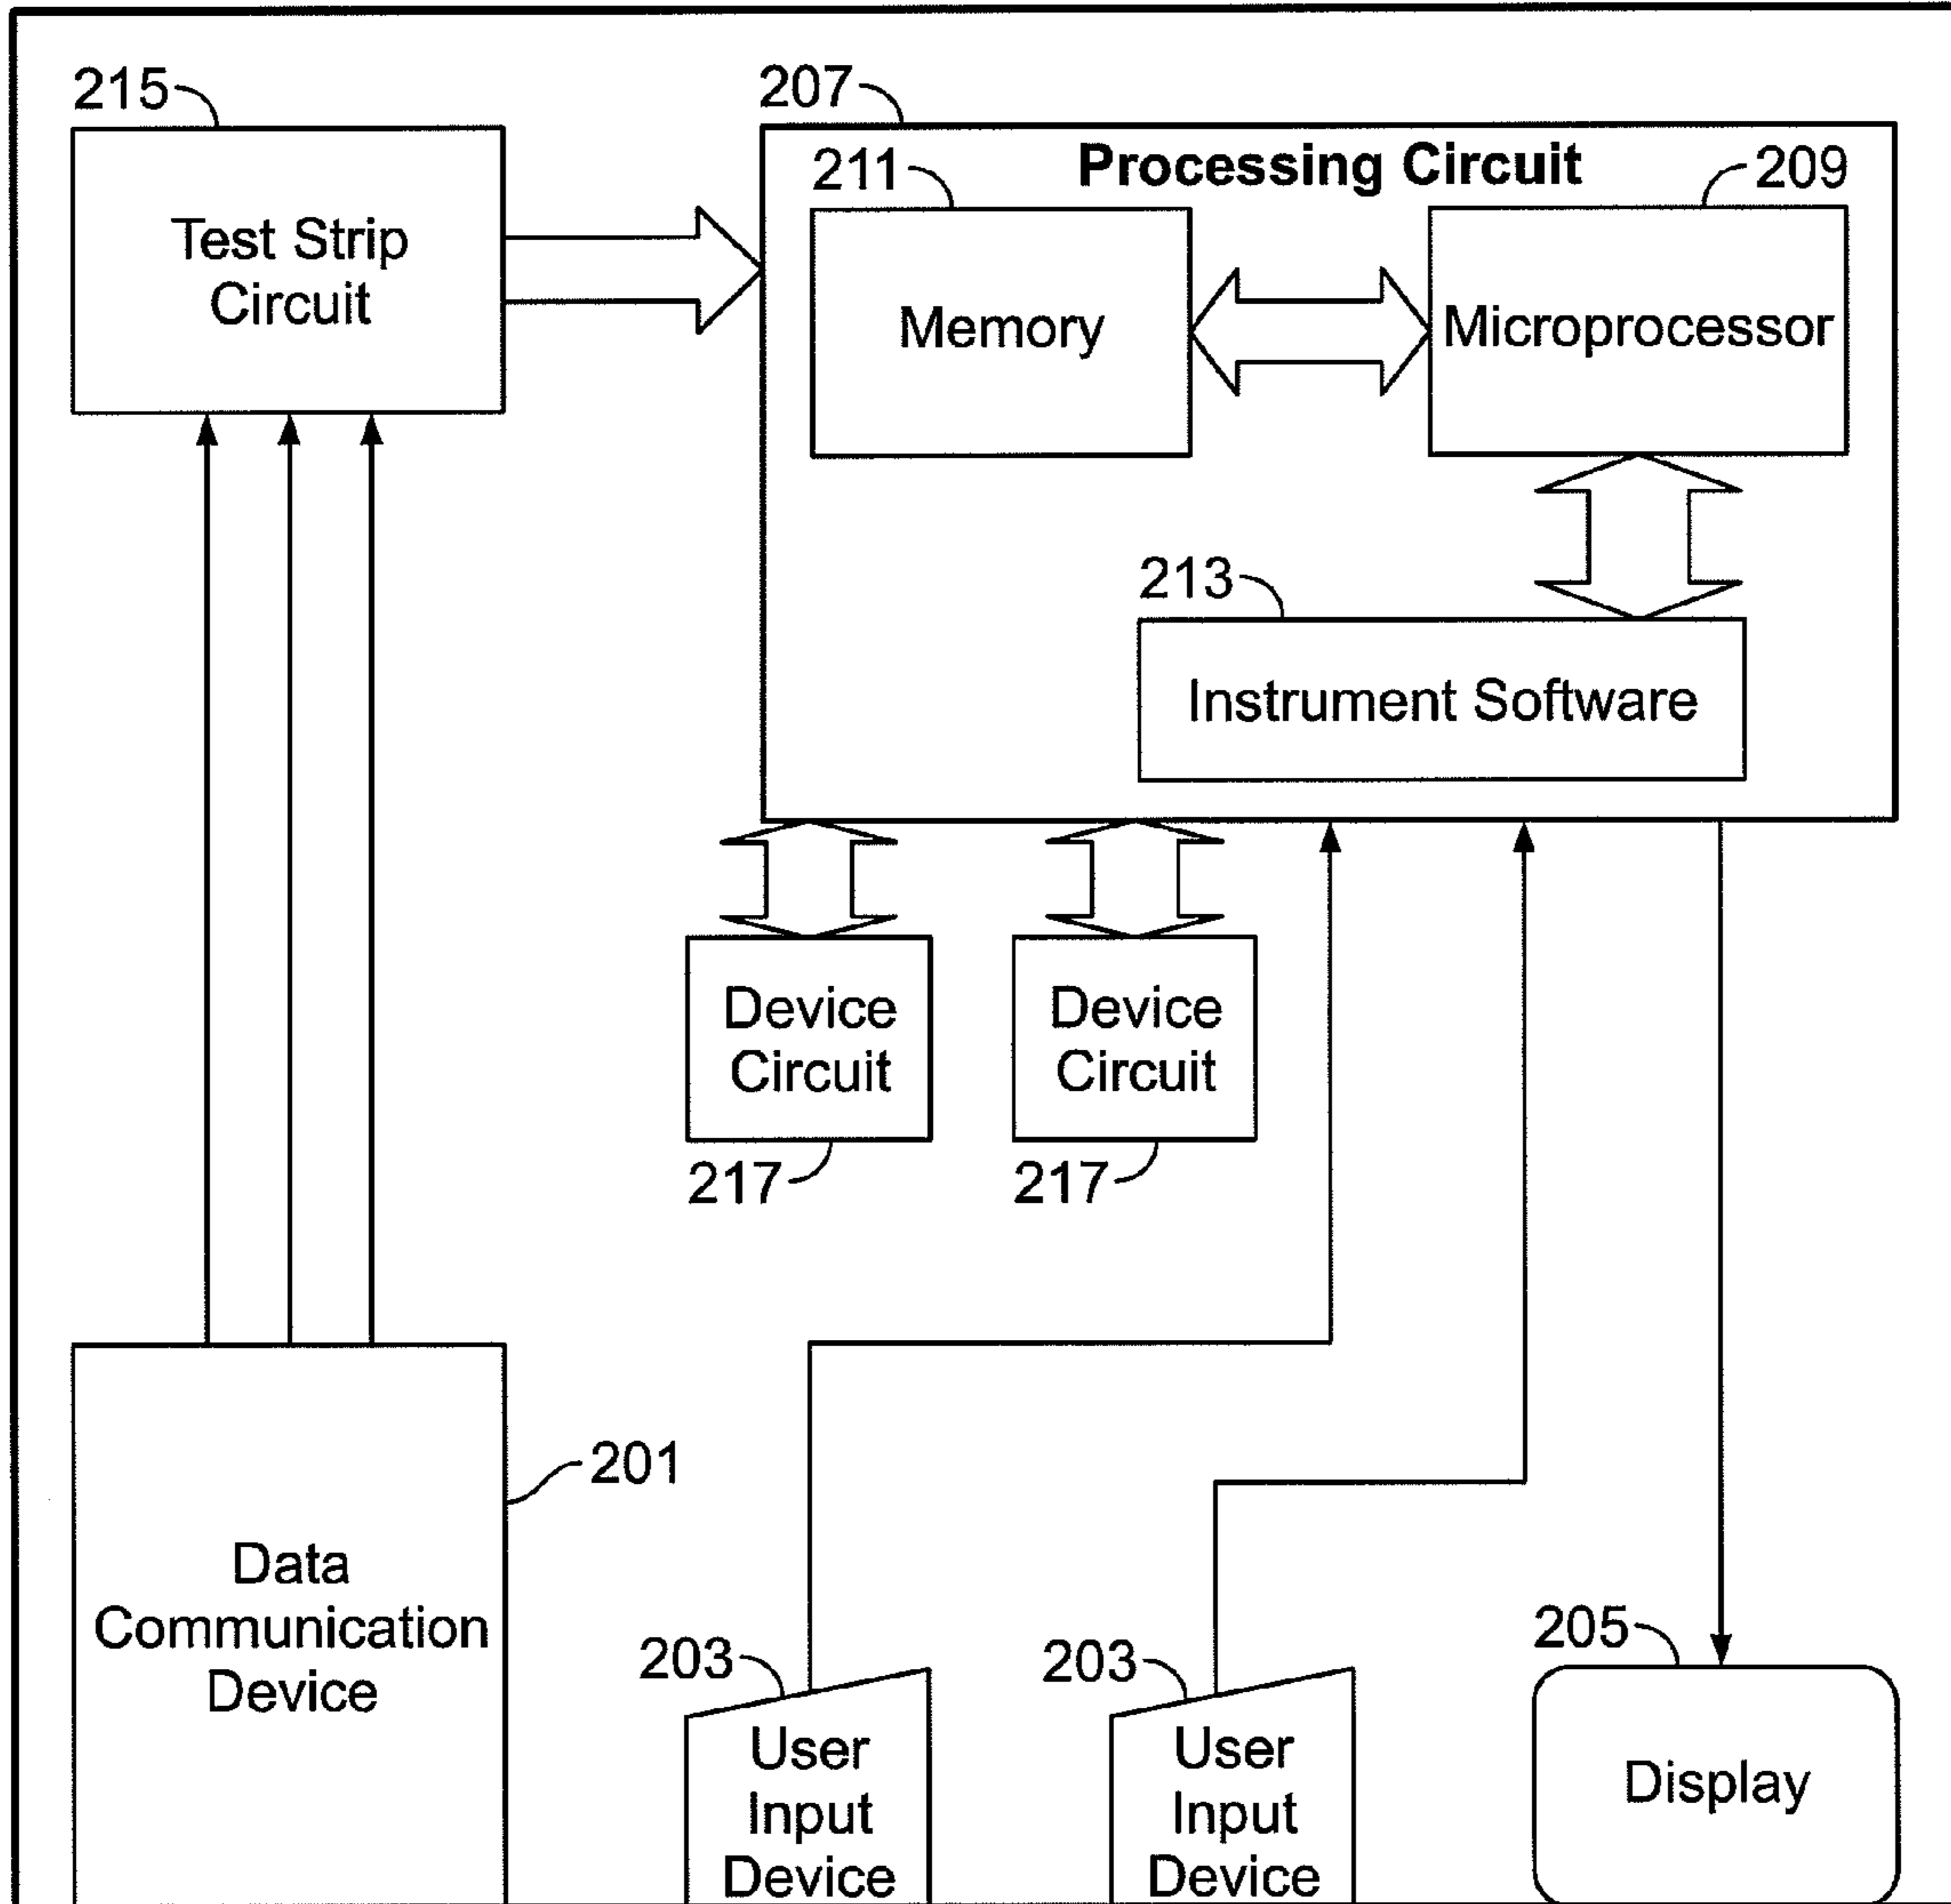 215
207
Test Strip
Circuit
Processing Circuit
211
209
Memory
Microprocessor
213
Instrument Software
Device
Circuit
Device
Circuit
217
217
201
Data
Communication
Device
203
User
Input
Device
203
User
Input
Device
205
Display